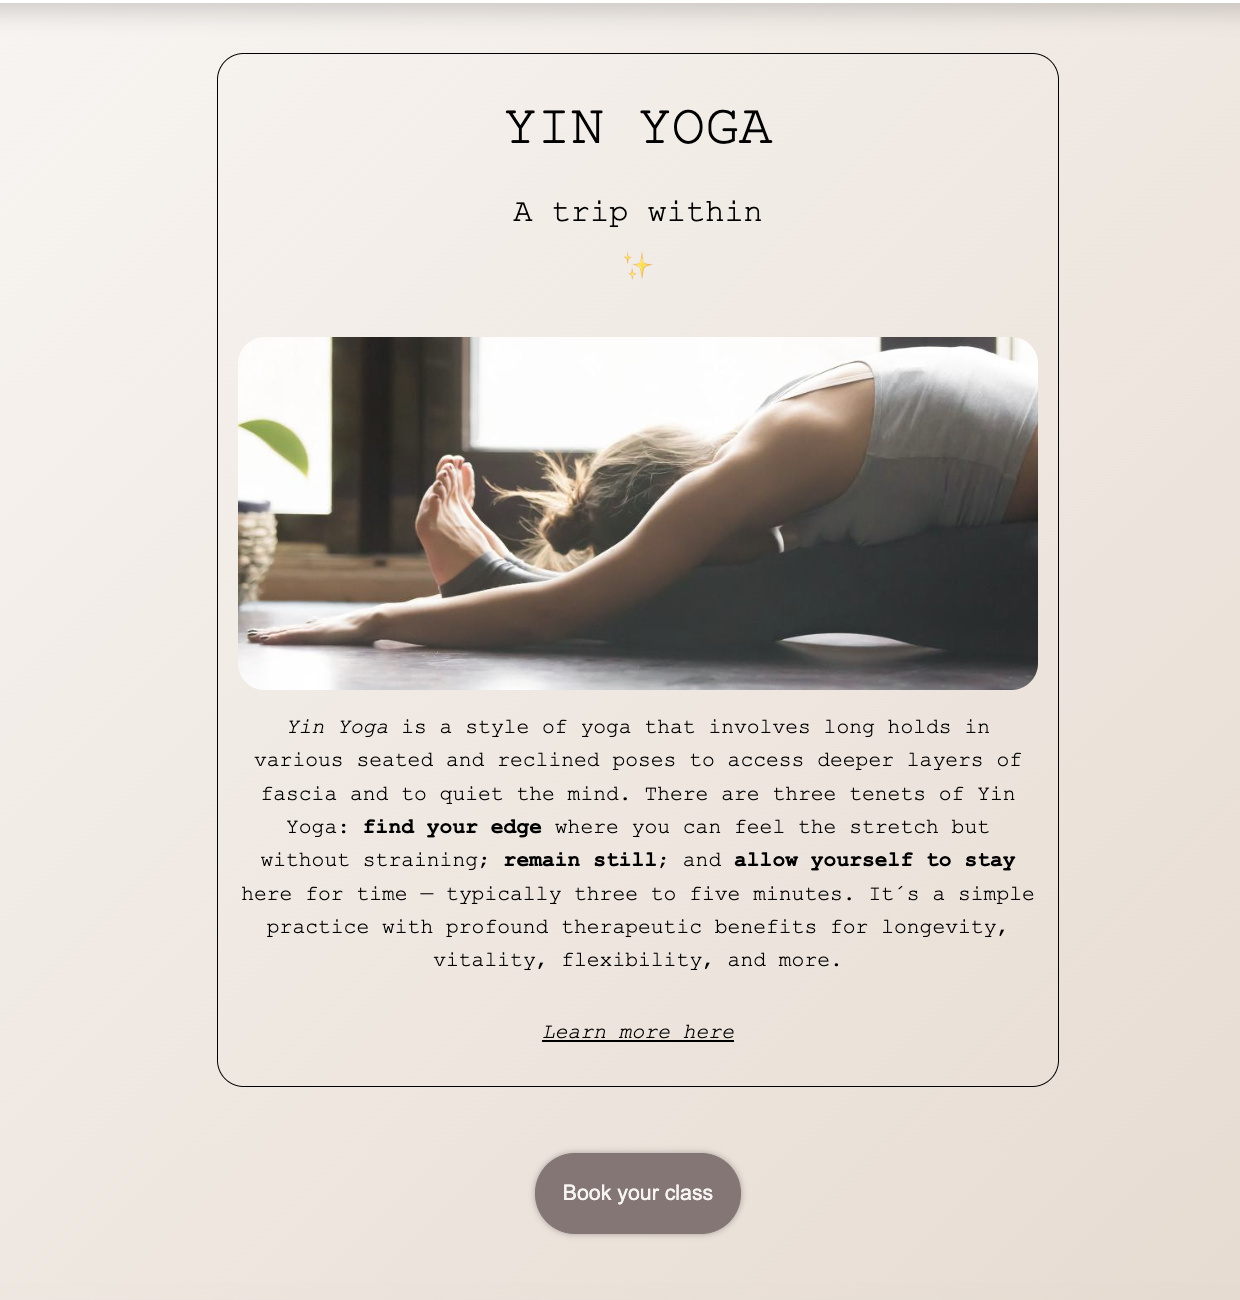 YIN YOGA
A trip within
✨
Yin Yoga is a style of yoga that involves long holds in
various seated and reclined poses to access deeper layers of
fascia and to quiet the mind. There are three tenets of Yin
Yoga: find your edge where you can feel the stretch but
without straining; remain still; and allow yourself to stay
here for time — typically three to five minutes. It´s a simple
practice with profound therapeutic benefits for longevity,
vitality, flexibility, and more.
Learn more here
Book your class